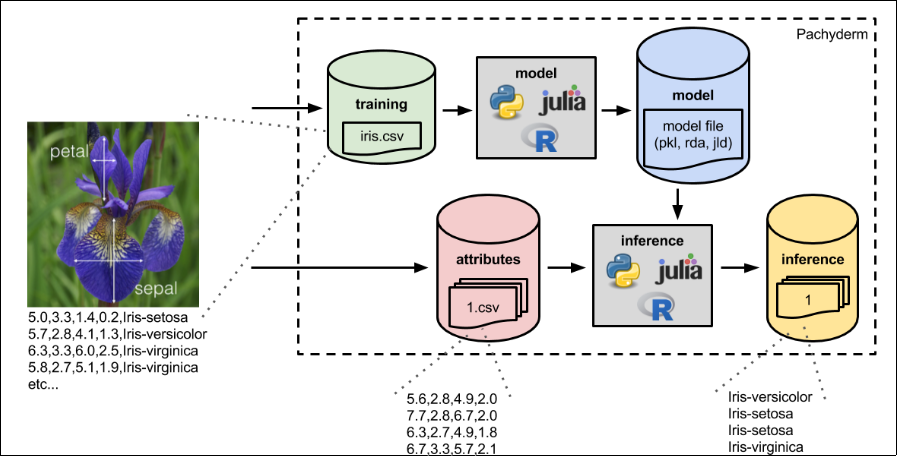 Pachyderm
training
iris.csv
model
julia
R
model
model file
(pkl, rda, jld)
petal
sepal
5.0,3.3,1.4,0.2,Iris-setosa
5.7,2.8,4.1,1.3,Iris-versicolor
6.3,3.3,6.0,2.5,Iris-virginica
5.8,2.7,5.1,1.9,Iris-virginica
etc...
attributes
1.csv
inference
julia
R
inference
1
5.6,2.8,4.9,2.0
7.7,2.8,6.7,2.0
6.3,2.7,4.9,1.8
6.7,3.3,5.7,2.1
Iris-versicolor
Iris-setosa
Iris-setosa
Iris-virginica